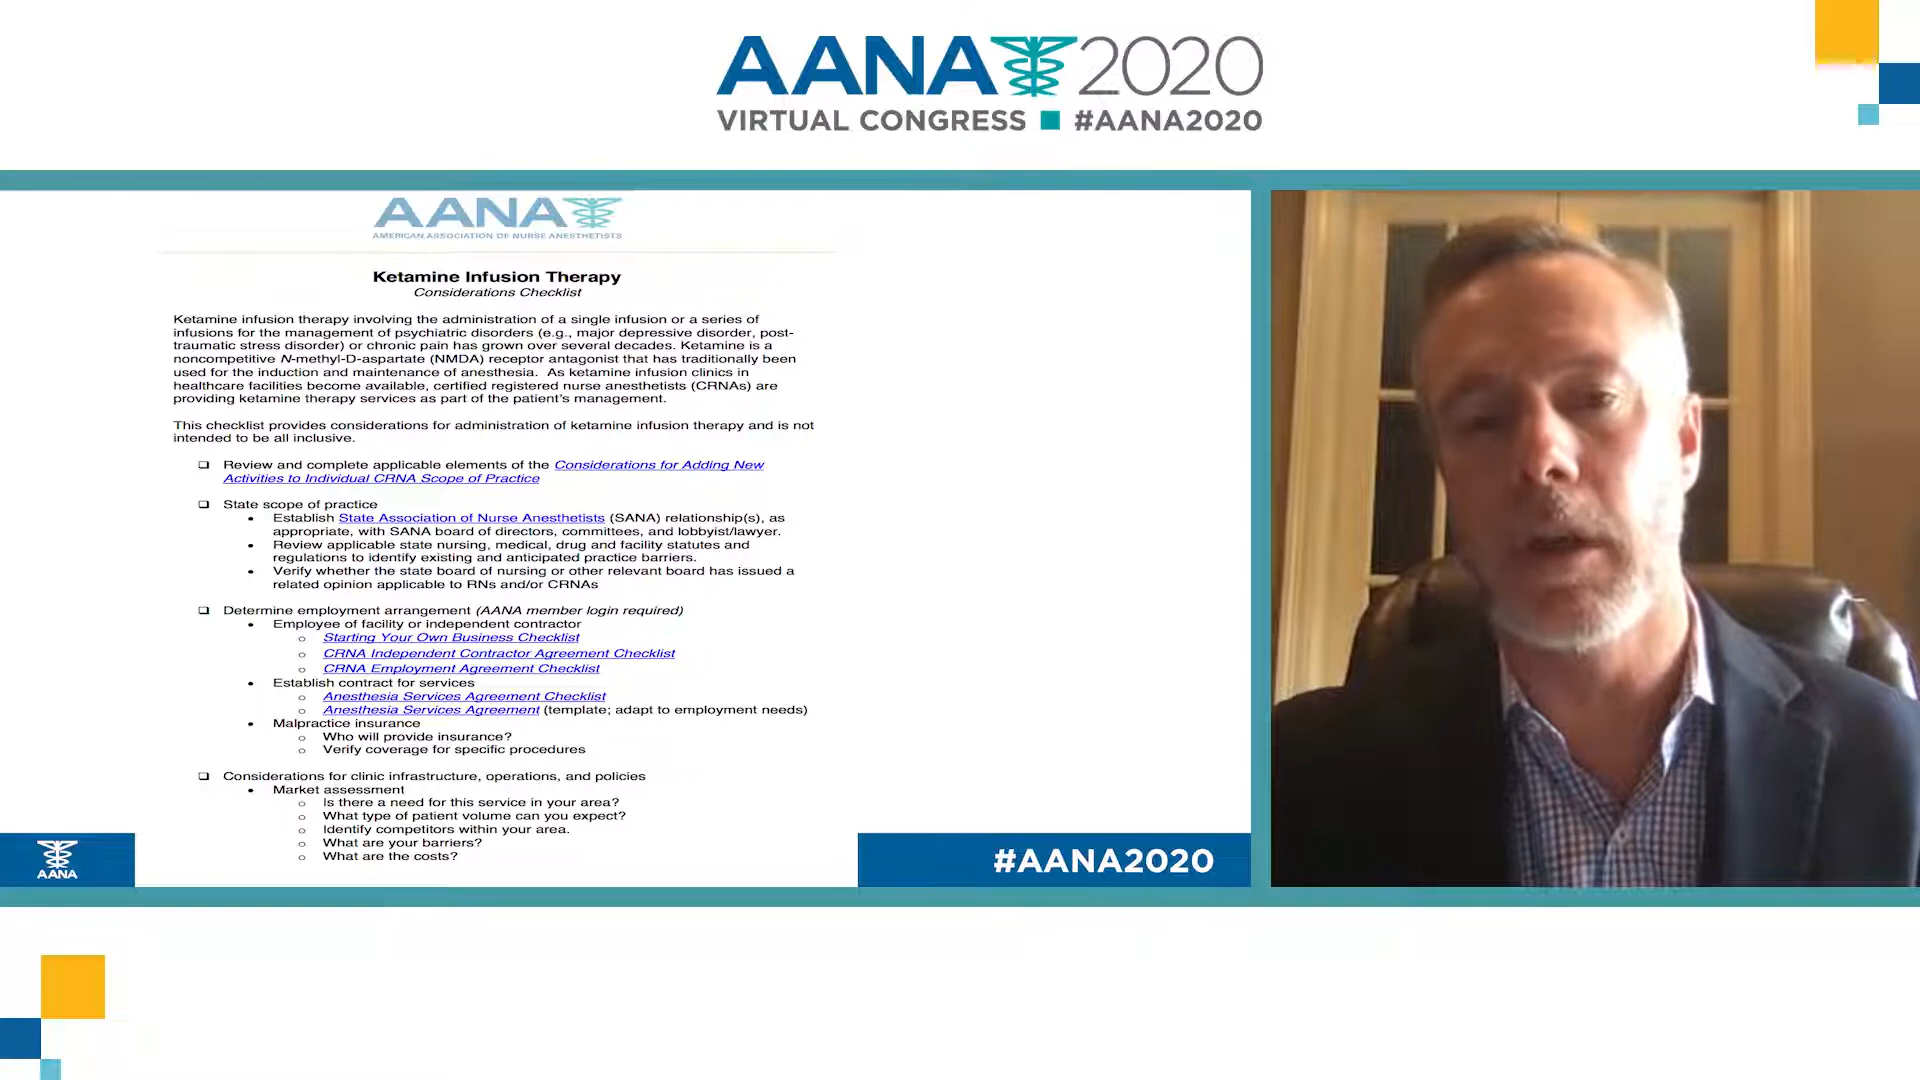 AANA 2020
VIRTUAL CONGRESS #AANA2020
AANA
AMERICAN ASSOCIATION OF NURSE ANESTHETISTS
Ketamine Infusion Therapy
Considerations Checklist
Ketamine infusion therapy involving the administration of a single infusion or a series of
infusions for the management of psychiatric disorders (e.g., major depressive disorder, post-
traumatic stress disorder) or chronic pain has grown over several decades. Ketamine is a
noncompetitive N-methyl-D-aspartate (NMDA) receptor antagonist that has traditionally been
used for the induction and maintenance of anesthesia. As ketamine infusion clinics in
healthcare facilities become available, certified registered nurse anesthetists (CRNAs) are
providing ketamine therapy services as part of the patient's management.
This checklist provides considerations for administration of ketamine infusion therapy and is not
intended to be all inclusive.
❑ Review and complete applicable elements of the Considerations for Adding New
Activities to Individual CRNA Scope of Practice
❑ State scope of practice
• Establish State Association of Nurse Anesthetists (SANA) relationship(s), as
appropriate, with SANA board of directors, committees, and lobbyist/lawyer.
• Review applicable state nursing, medical, drug and facility statutes and
regulations to identify existing and anticipated practice barriers.
• Verify whether the state board of nursing or other relevant board has issued a
related opinion applicable to RNs and/or CRNAs
❑ Determine employment arrangement (AANA member login required)
• Employee of facility or independent contractor
o Starting Your Own Business Checklist
o CRNA Independent Contractor Agreement Checklist
o CRNA Employment Agreement Checklist
• Establish contract for services
o Anesthesia Services Agreement Checklist
o Anesthesia Services Agreement (template; adapt to employment needs)
• Malpractice insurance
o Who will provide insurance?
o Verify coverage for specific procedures
❑ Considerations for clinic infrastructure, operations, and policies
• Market assessment
o Is there a need for this service in your area?
o What type of patient volume can you expect?
o Identify competitors within your area.
o What are your barriers?
o What are the costs?
AANA
#AANA2020